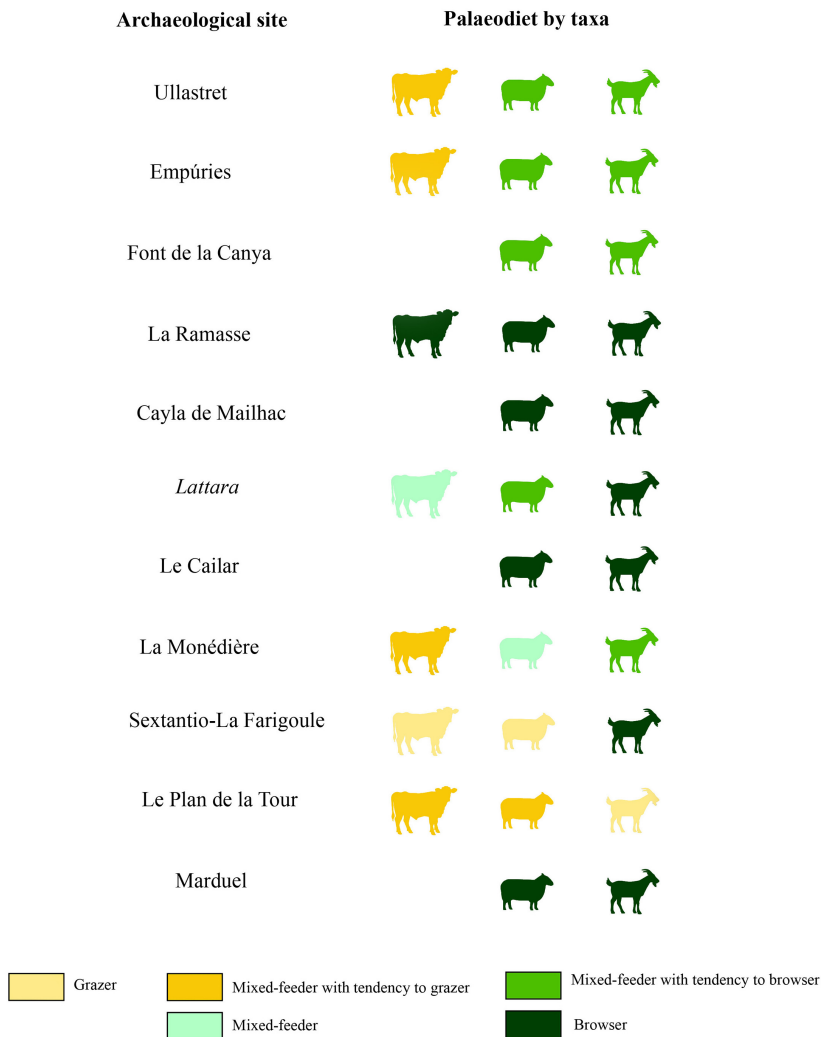 Archaeological site
Palaeodiet by taxa
Ullastret
Empúries
Font de la Canya
La Ramasse
Cayla de Mailhac
Lattara
Le Cailar
La Monédière
Sextantio-La Farigoule
Le Plan de la Tour
Marduel
Grazer
Mixed-feeder with tendency to grazer
Mixed-feeder with tendency to browser
Mixed-feeder
Browser